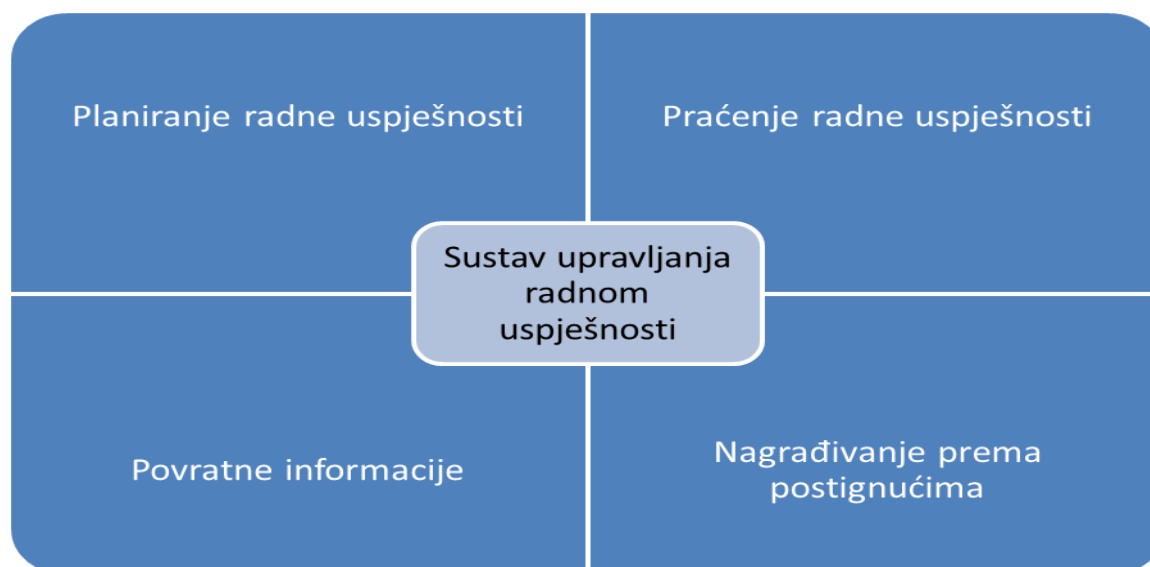 Planiranje radne uspješnosti
Praćenje radne uspješnosti
Sustav upravljanja
radnom
uspješnosti
Povratne informacije
Nagrađivanje prema
postignućima